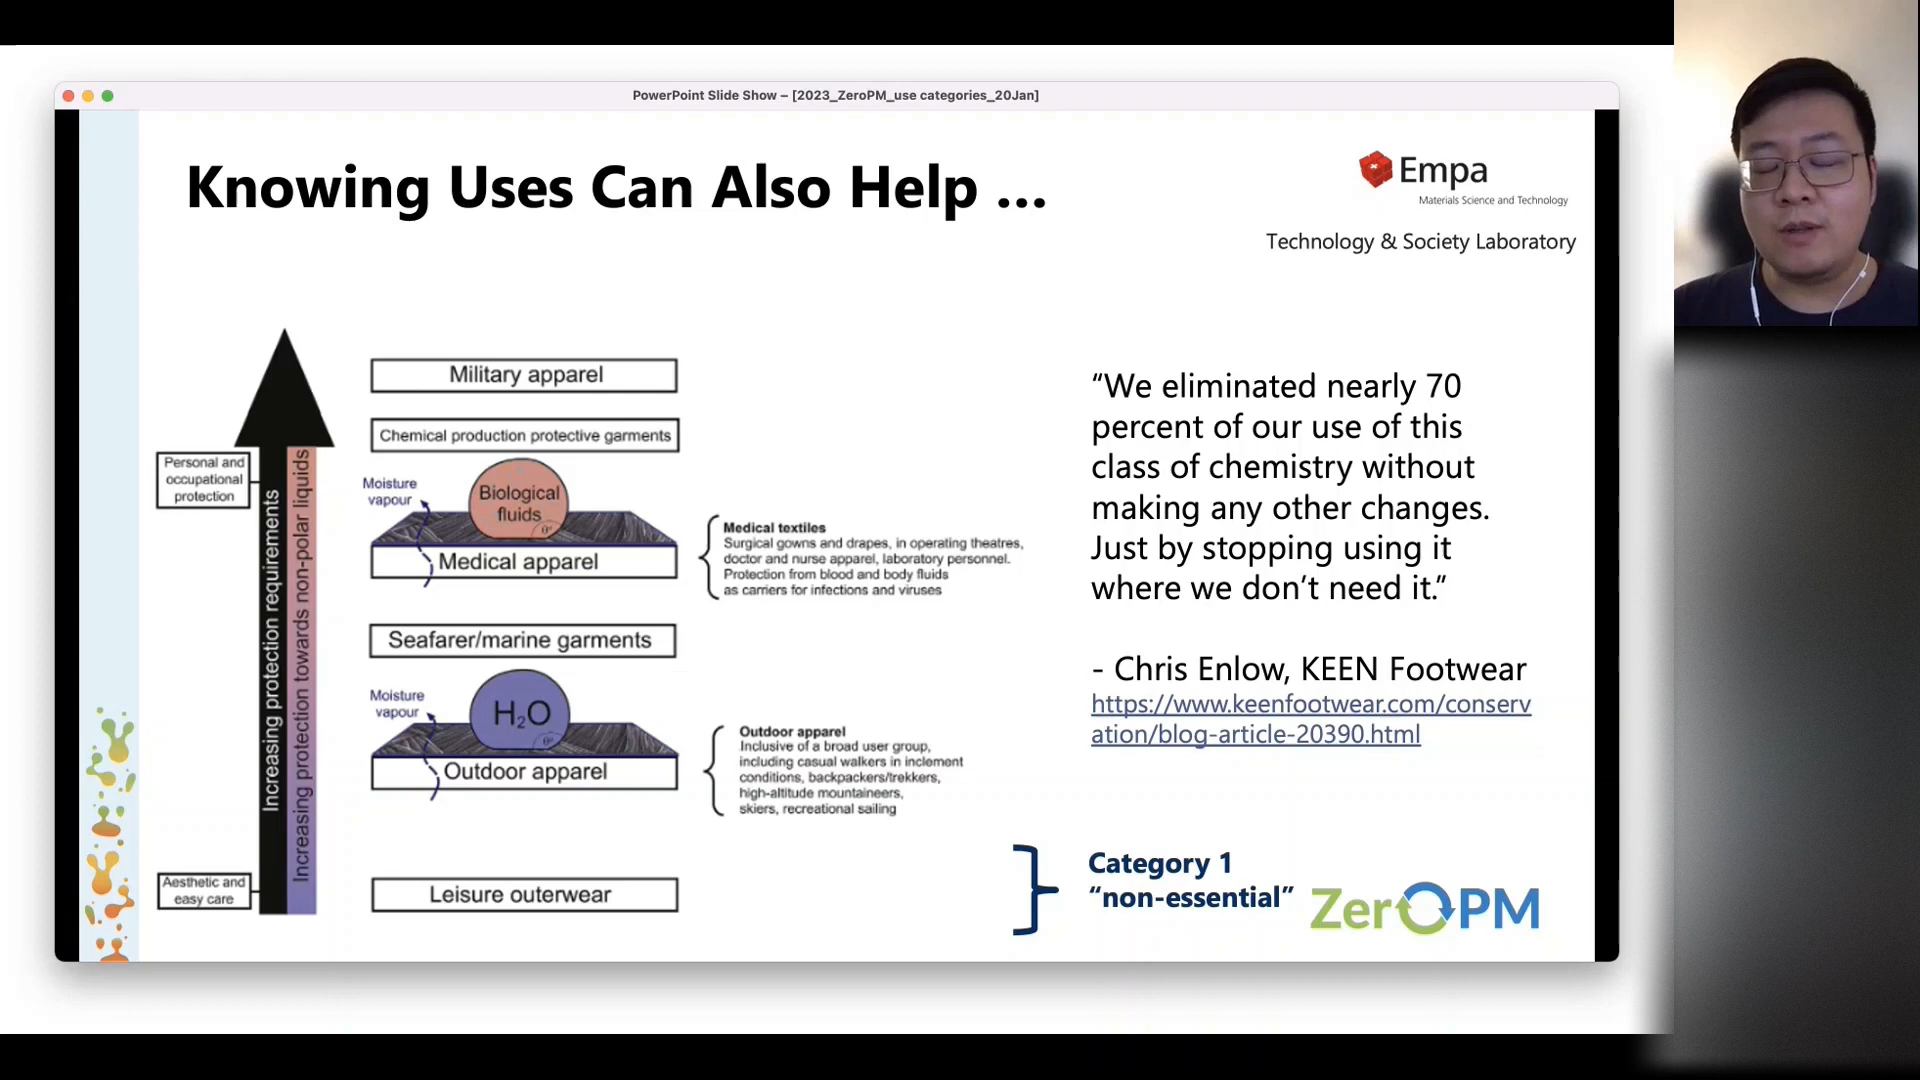 PowerPoint Slide Show – [2023_ZeroPM_use categories_20Jan]
Knowing Uses Can Also Help ...
Empa
Materials Science and Technology
Technology & Society Laboratory
Personal and
occupational
protection
Aesthetic and
easy care
Increasing protection requirements
Increasing protection towards non-polar liquids
Military apparel
Chemical production protective garments
Moisture
vapour
Biological
fluids
θ°
Medical apparel
Medical textiles
Surgical gowns and drapes, in operating theatres,
doctor and nurse apparel, laboratory personnel.
Protection from blood and body fluids
as carriers for infections and viruses
Seafarer/marine garments
Moisture
vapour
H₂O
θ°
Outdoor apparel
Outdoor apparel
Inclusive of a broad user group,
including casual walkers in inclement
conditions, backpackers/trekkers,
high-altitude mountaineers,
skiers, recreational sailing
Leisure outerwear
“We eliminated nearly 70
percent of our use of this
class of chemistry without
making any other changes.
Just by stopping using it
where we don’t need it.”
- Chris Enlow, KEEN Footwear
https://www.keenfootwear.com/conserv
ation/blog-article-20390.html
Category 1
“non-essential”
ZeroPM